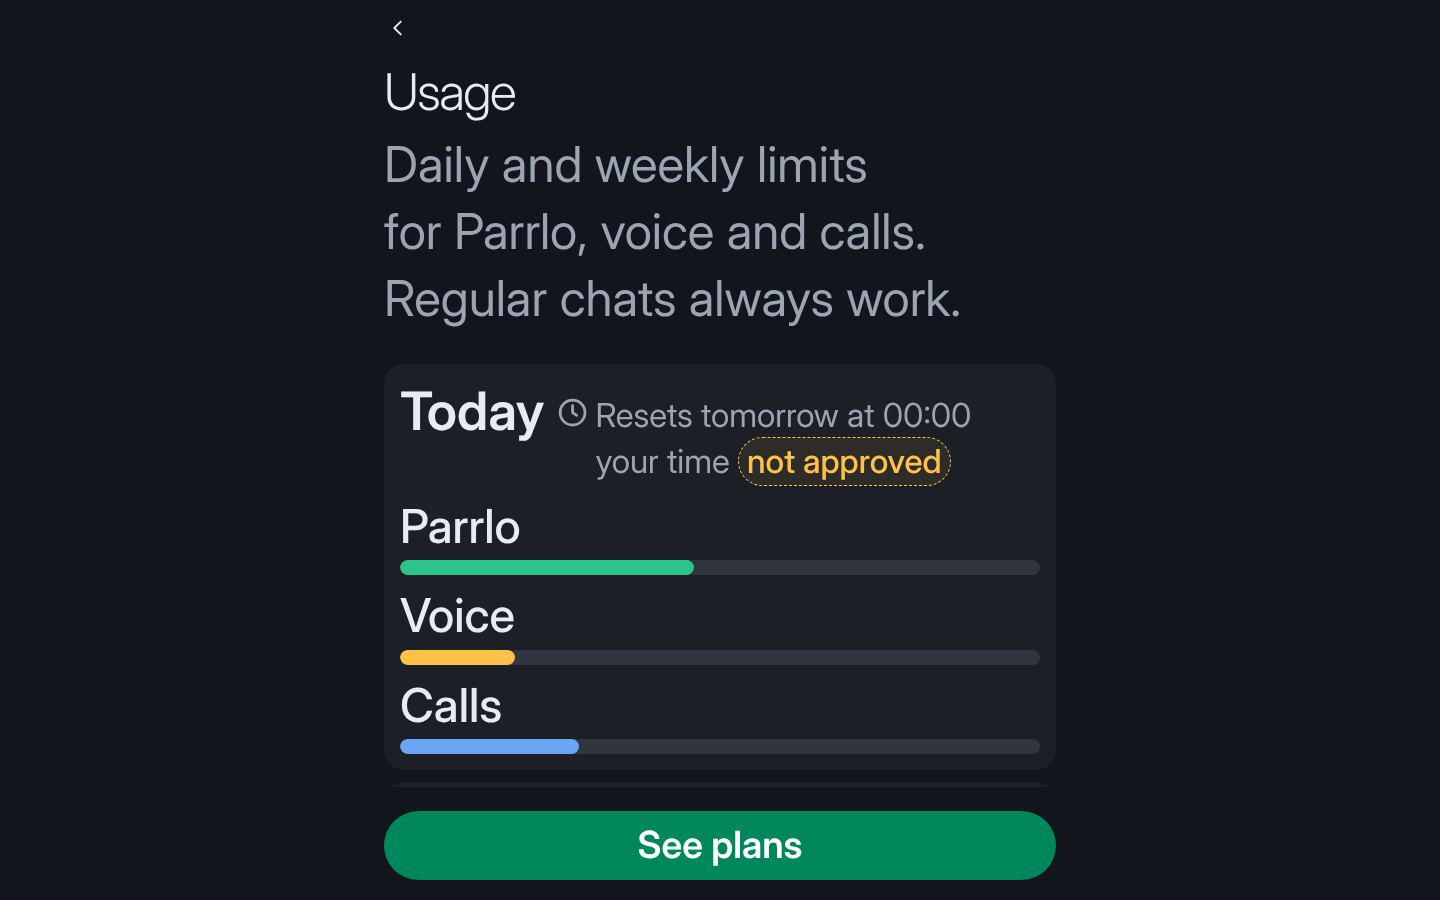 Usage
Daily and weekly limits
for Parrlo, voice and calls.
Regular chats always work.
Today Resets tomorrow at 00:00
your time not approved
Parrlo
Voice
Calls
See plans